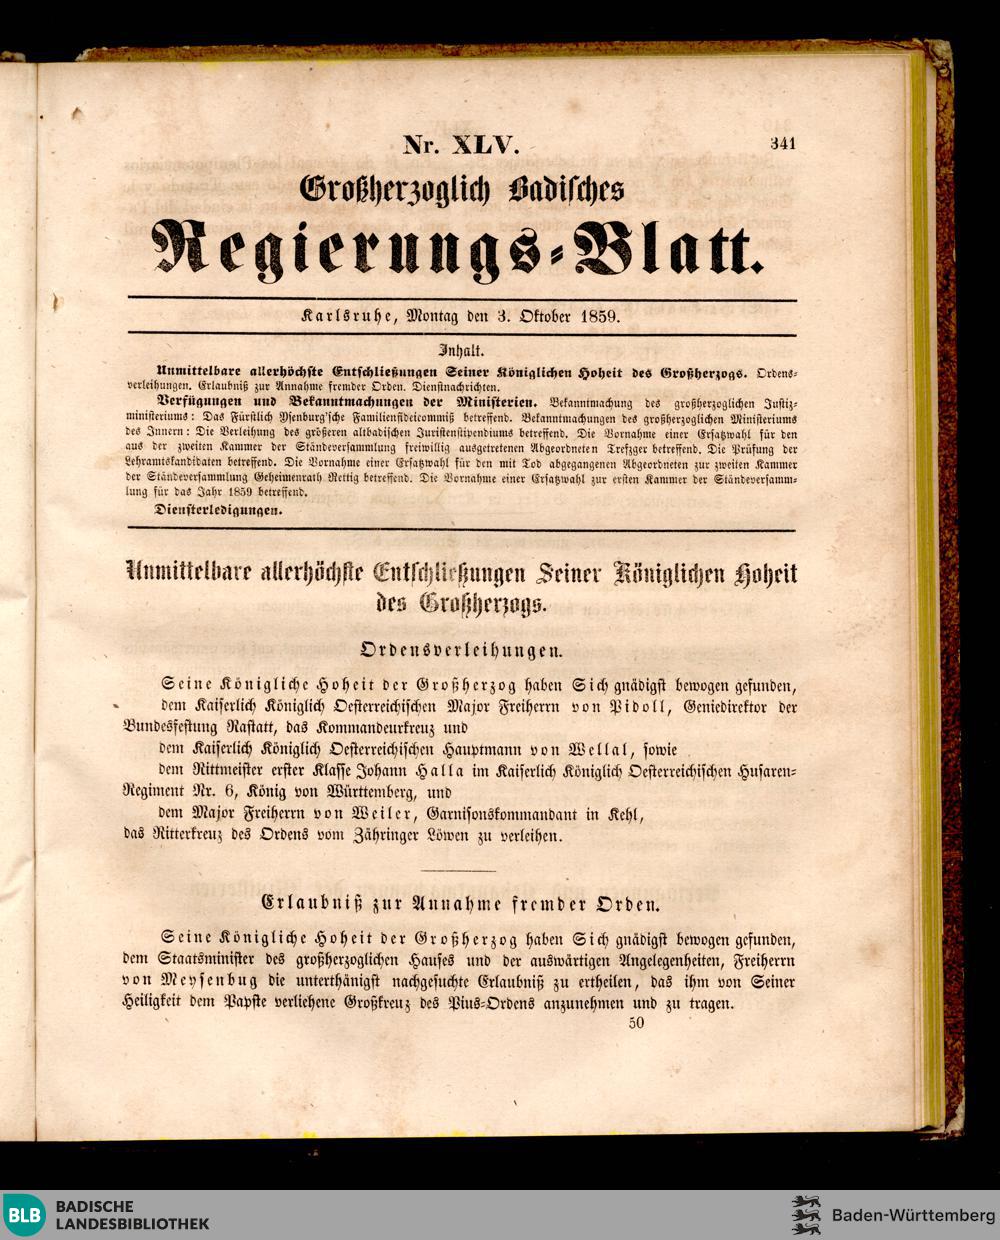 Nr. XLV.
341
Großherzoglich Badisches
Regierungs-Blatt.
Karlsruhe, Montag den 3. Oktober 1859.
Inhalt.
Unmittelbare allerhöchste Entschließungen Seiner Königlichen Hoheit des Großherzogs. Ordens-
verleihungen. Erlaubniß zur Annahme fremder Orden. Dienstnachrichten.
Verfügungen und Bekanntmachungen der Ministerien. Bekanntmachung des großherzoglichen Justiz-
ministeriums: Das Fürstlich Ysenburg'sche Familienfideicommiß betreffend. Bekanntmachungen des großherzoglichen Ministeriums
des Innern: Die Verleihung des größeren altbadischen Juristenstipendiums betreffend. Die Vornahme einer Ersatzwahl für den
aus der zweiten Kammer der Ständeversammlung freiwillig ausgetretenen Abgeordneten Trefzger betreffend. Die Prüfung der
Lehramtskandidaten betreffend. Die Vornahme einer Ersatzwahl für den mit Tod abgegangenen Abgeordneten zur zweiten Kammer
der Ständeversammlung Geheimenrath Rettig betreffend. Die Vornahme einer Ersatzwahl zur ersten Kammer der Ständeversamm-
lung für das Jahr 1859 betreffend.
Diensterledigungen.
Unmittelbare allerhöchste Entschließungen Seiner Königlichen Hoheit
des Großherzogs.
Ordensverleihungen.
Seine Königliche Hoheit der Großherzog haben Sich gnädigst bewogen gefunden,
dem Kaiserlich Königlich Oesterreichischen Major Freiherrn von Pidoll, Geniedirektor der
Bundesfestung Rastatt, das Kommandeurkreuz und
dem Kaiserlich Königlich Oesterreichischen Hauptmann von Wellal, sowie
dem Rittmeister erster Klasse Johann Halla im Kaiserlich Königlich Oesterreichischen Husaren-
Regiment Nr. 6, König von Württemberg, und
dem Major Freiherrn von Weiler, Garnisonskommandant in Kehl,
das Ritterkreuz des Ordens vom Zähringer Löwen zu verleihen.
Erlaubniß zur Annahme fremder Orden.
Seine Königliche Hoheit der Großherzog haben Sich gnädigst bewogen gefunden,
dem Staatsminister des großherzoglichen Hauses und der auswärtigen Angelegenheiten, Freiherrn
von Meysenbug die unterthänigst nachgesuchte Erlaubniß zu ertheilen, das ihm von Seiner
Heiligkeit dem Papste verliehene Großkreuz des Pius-Ordens anzunehmen und zu tragen.
50
BLB
BADISCHE
LANDESBIBLIOTHEK
Baden-Württemberg